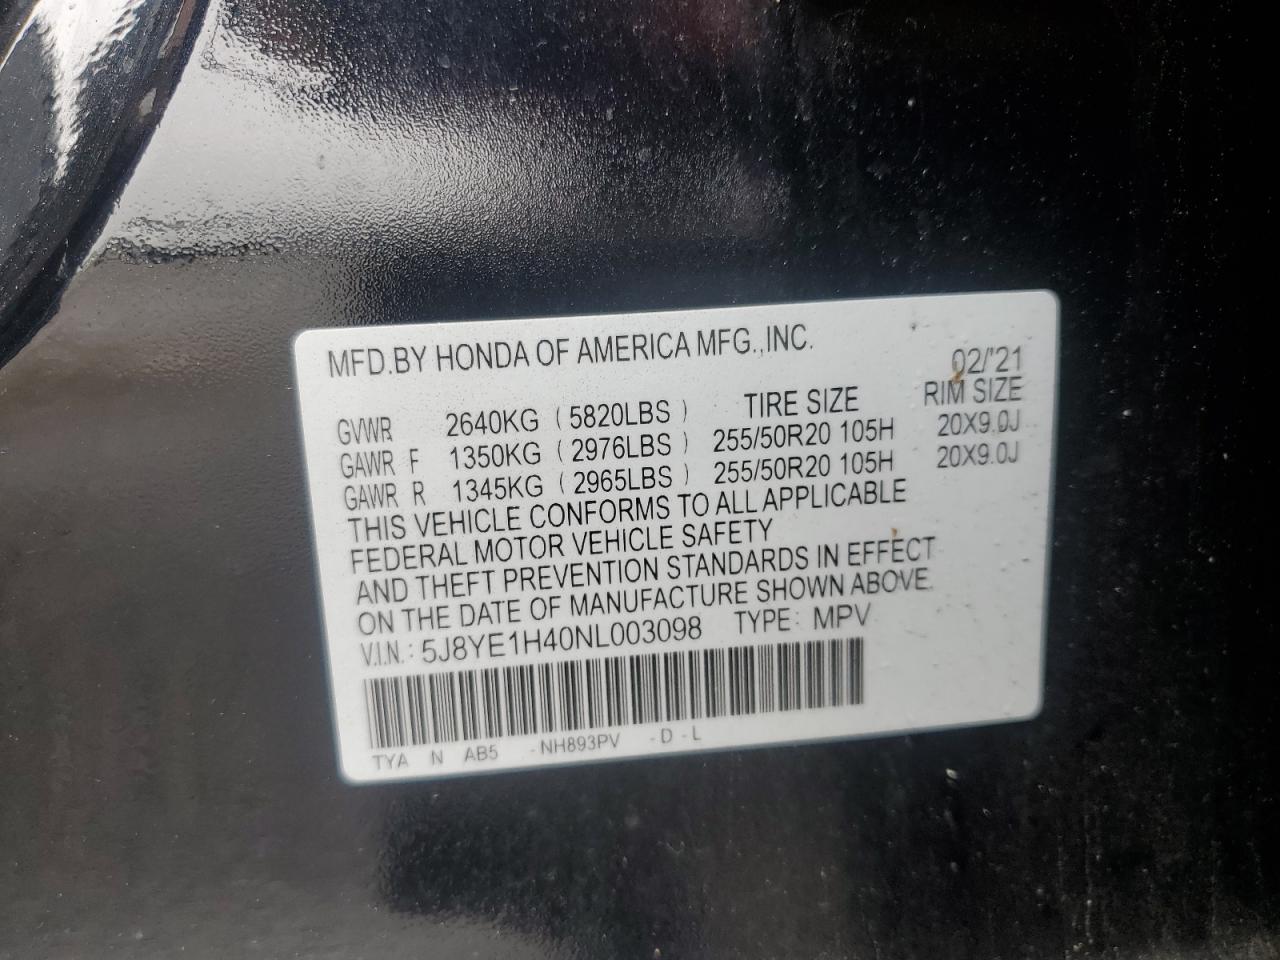 MFD.BY HONDA OF AMERICA MFG.,INC.
02/'21
GVWR 2640KG ( 5820LBS ) TIRE SIZE RIM SIZE
GAWR F 1350KG ( 2976LBS ) 255/50R20 105H 20X9.0J
GAWR R 1345KG ( 2965LBS ) 255/50R20 105H 20X9.0J
THIS VEHICLE CONFORMS TO ALL APPLICABLE
FEDERAL MOTOR VEHICLE SAFETY
AND THEFT PREVENTION STANDARDS IN EFFECT
ON THE DATE OF MANUFACTURE SHOWN ABOVE.
V.I.N.: 5J8YE1H40NL003098 TYPE: MPV
TYA N AB5 -NH893PV -D -L